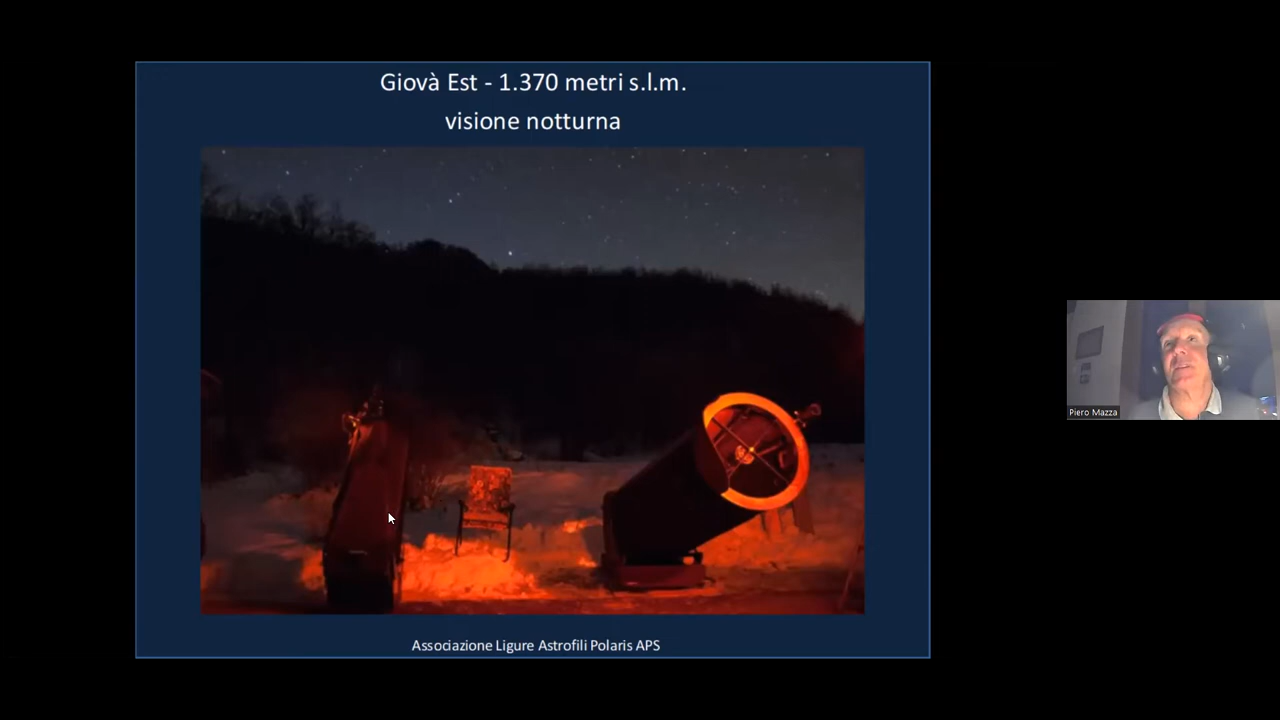 Giovà Est - 1.370 metri s.l.m.
visione notturna
Associazione Ligure Astrofili Polaris APS
Piero Mazza